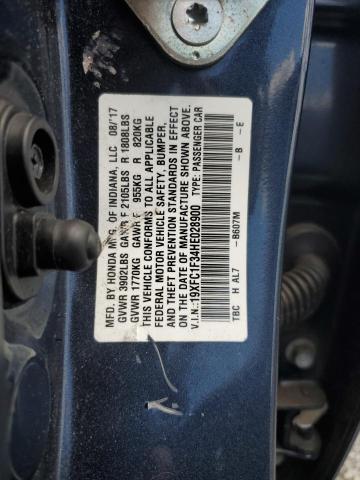 MFD. BY HONDA MFG. OF INDIANA, LLC 08/17
GVWR 3902LBS GAWR F 2105LBS R 1808LBS
GVWR 1770KG GAWR F 955KG R 820KG
THIS VEHICLE CONFORMS TO ALL APPLICABLE
FEDERAL MOTOR VEHICLE SAFETY, BUMPER,
AND THEFT PREVENTION STANDARDS IN EFFECT
ON THE DATE OF MANUFACTURE SHOWN ABOVE.
V.I.N.:19XFC1F34HE028900 TYPE: PASSENGER CAR
-B607M -B -E
TBC H AL7